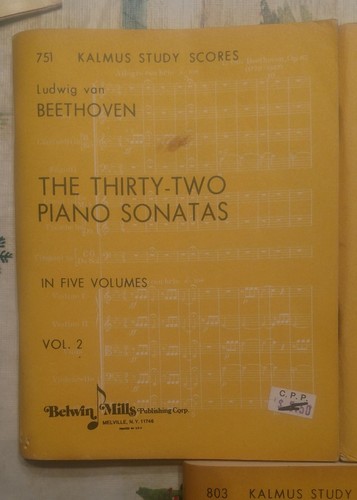 751 KALMUS STUDY SCORES
Ludwig van
BEETHOVEN
THE THIRTY-TWO
PIANO SONATAS
IN FIVE VOLUMES
VOL. 2
Belwin Mills Publishing Corp.
MELVILLE, N.Y. 11746
C.P.P.
803 KALMUS STUDY